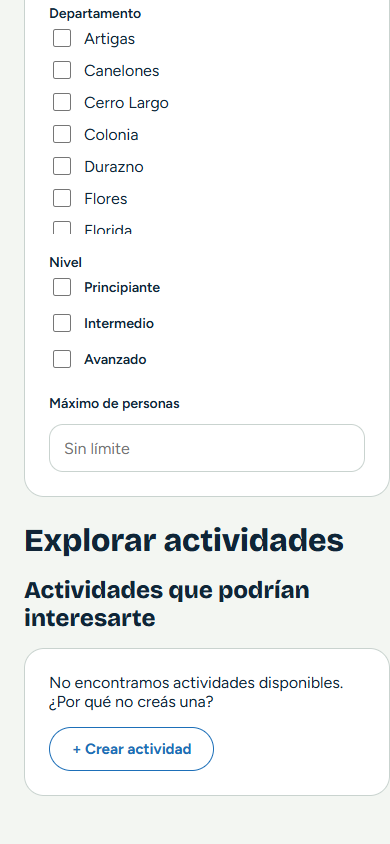 Departamento
Artigas
Canelones
Cerro Largo
Colonia
Durazno
Flores
Florida
Nivel
Principiante
Intermedio
Avanzado
Máximo de personas
Sin límite
Explorar actividades
Actividades que podrían
interesarte
No encontramos actividades disponibles.
¿Por qué no creás una?
+ Crear actividad